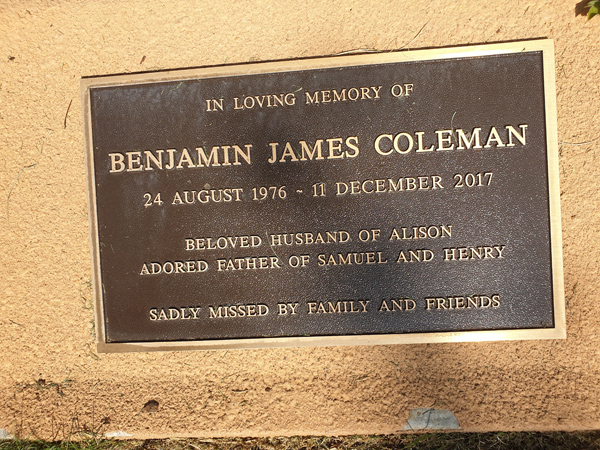 IN LOVING MEMORY OF
BENJAMIN JAMES COLEMAN
24 AUGUST 1976 ~ 11 DECEMBER 2017
BELOVED HUSBAND OF ALISON
ADORED FATHER OF SAMUEL AND HENRY
SADLY MISSED BY FAMILY AND FRIENDS